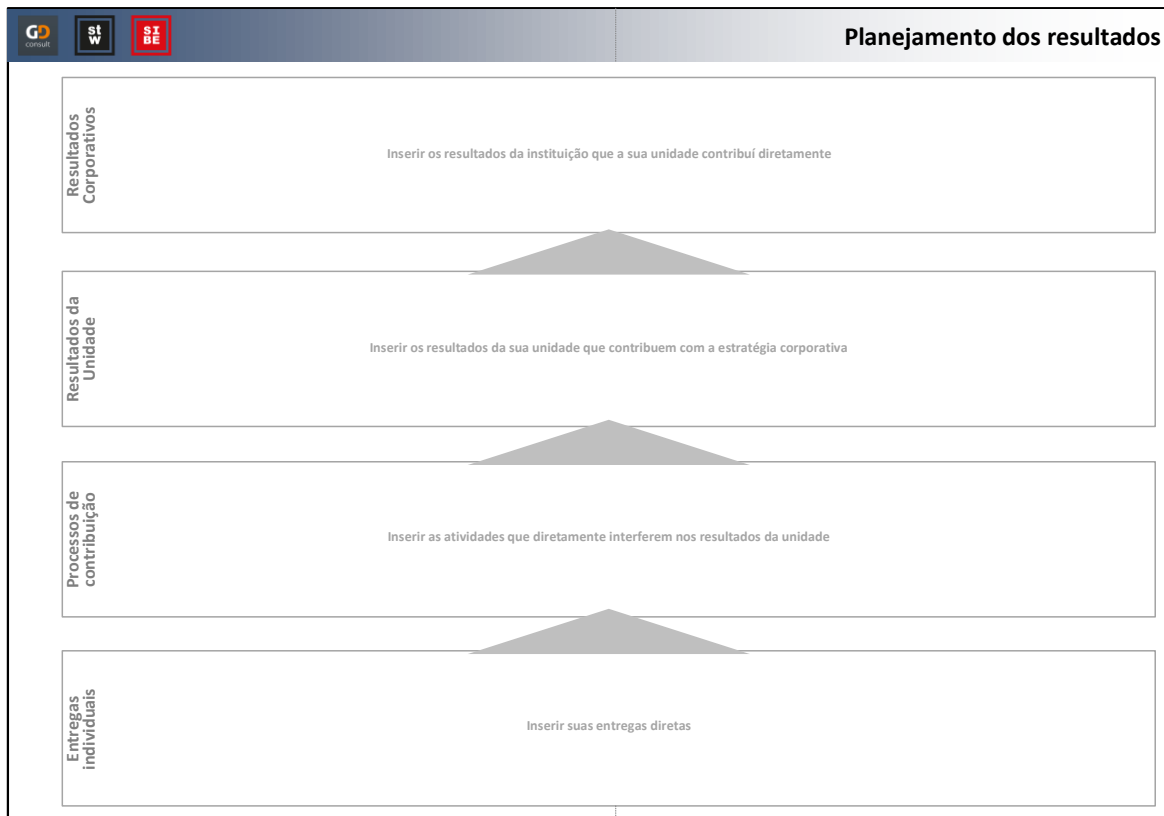 GD
consult
st
w
SI
BE
Planejamento dos resultados
Resultados
Corporativos
Inserir os resultados da instituição que a sua unidade contribuí diretamente
Resultados da
Unidade
Inserir os resultados da sua unidade que contribuem com a estratégia corporativa
Processos de
contribuição
Inserir as atividades que diretamente interferem nos resultados da unidade
Entregas
individuais
Inserir suas entregas diretas